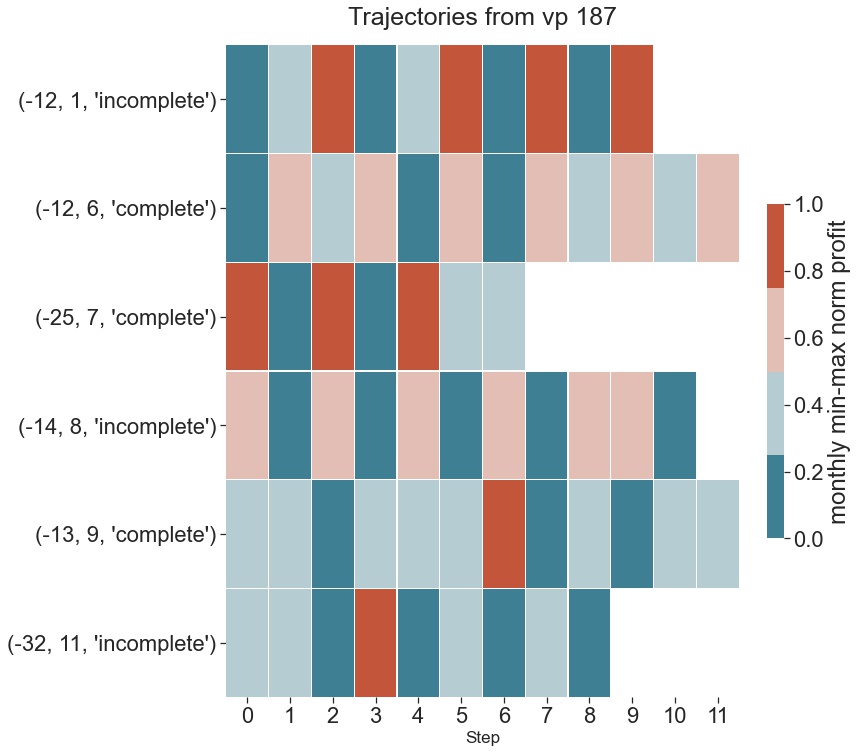 Trajectories from vp 187
(-12, 1, 'incomplete')
(-12, 6, 'complete')
(-25, 7, 'complete')
(-14, 8, 'incomplete')
(-13, 9, 'complete')
(-32, 11, 'incomplete')
0 1 2 3 4 5 6 7 8 9 10 11
Step
1.0
0.8
0.6
0.4
0.2
0.0
monthly min-max norm profit